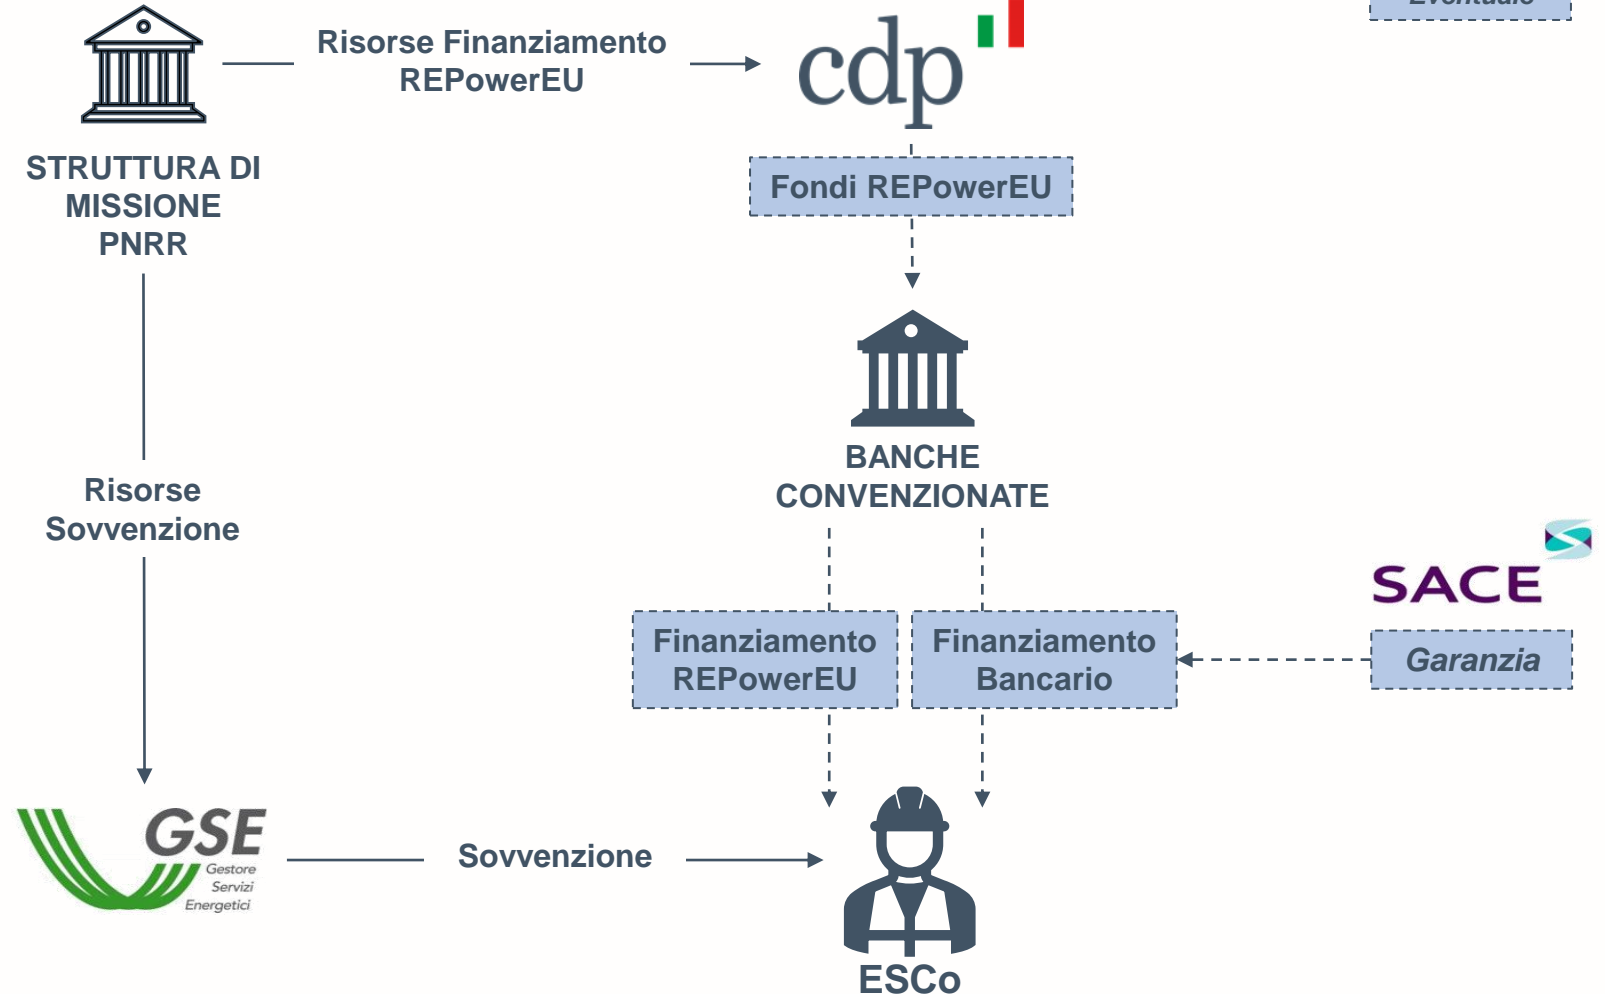 Eventuale
Risorse Finanziamento
REPowerEU
cdp
STRUTTURA DI
MISSIONE
PNRR
Fondi REPowerEU
BANCHE
CONVENZIONATE
Risorse
Sovvenzione
SACE
Finanziamento
REPowerEU
Finanziamento
Bancario
Garanzia
GSE
Gestore
Servizi
Energetici
Sovvenzione
ESCo